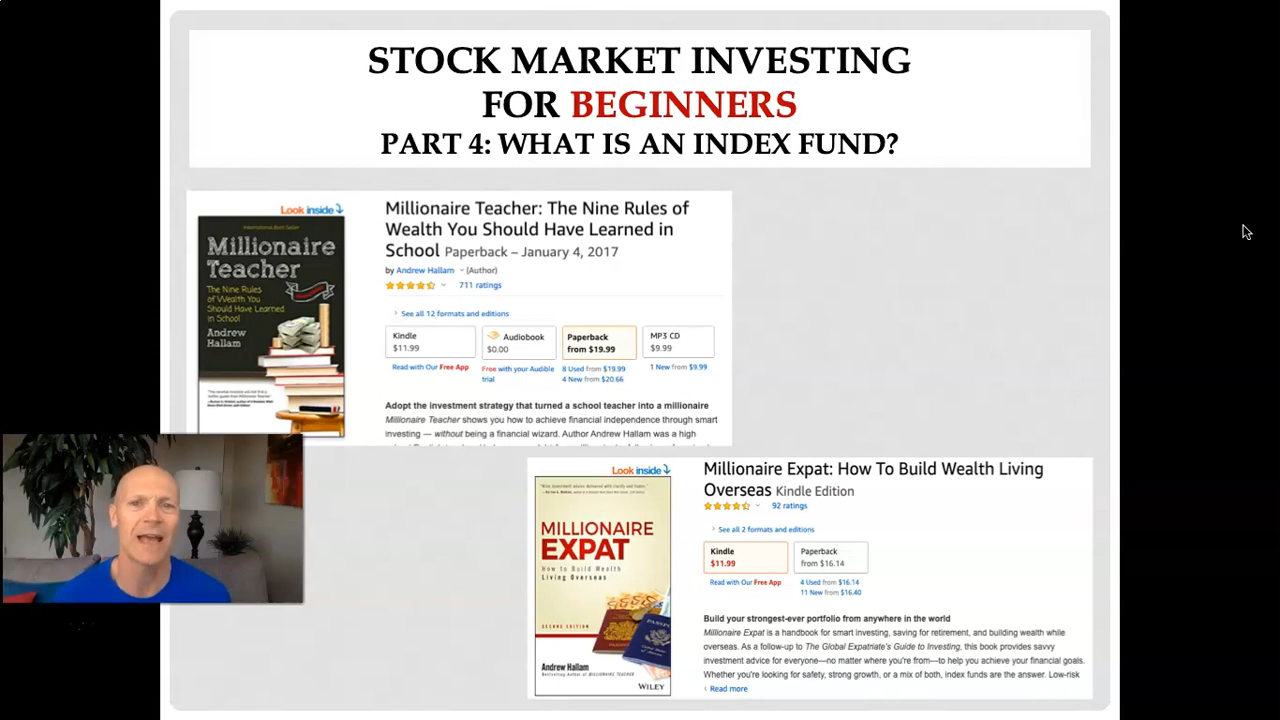 STOCK MARKET INVESTING
FOR BEGINNERS
PART 4: WHAT IS AN INDEX FUND?
Look inside
International Best Seller
Millionaire
Teacher
The Nine Rules
of Wealth You
Should Have Learned
in School
Andrew
Hallam
Millionaire Teacher: The Nine Rules of
Wealth You Should Have Learned in
School Paperback – January 4, 2017
by Andrew Hallam (Author)
711 ratings
See all 12 formats and editions
Kindle
$11.99
Read with Our Free App
Audiobook
$0.00
Free with your Audible
trial
Paperback
from $19.99
8 Used from $19.99
4 New from $20.66
MP3 CD
$9.99
1 New from $9.99
Adopt the investment strategy that turned a school teacher into a millionaire
Millionaire Teacher shows you how to achieve financial independence through smart
investing — without being a financial wizard. Author Andrew Hallam was a high
Look inside
MILLIONAIRE
EXPAT
How to Build Wealth
Living Overseas
SECOND EDITION
Andrew Hallam
Bestselling Author of MILLIONAIRE TEACHER
WILEY
Millionaire Expat: How To Build Wealth Living
Overseas Kindle Edition
92 ratings
See all 2 formats and editions
Kindle
$11.99
Read with Our Free App
Paperback
from $16.14
4 Used from $16.14
11 New from $16.40
Build your strongest-ever portfolio from anywhere in the world
Millionaire Expat is a handbook for smart investing, saving for retirement, and building wealth while
overseas. As a follow-up to The Global Expatriate's Guide to Investing, this book provides savvy
investment advice for everyone—no matter where you're from—to help you achieve your financial goals.
Whether you're looking for safety, strong growth, or a mix of both, index funds are the answer. Low-risk
Read more